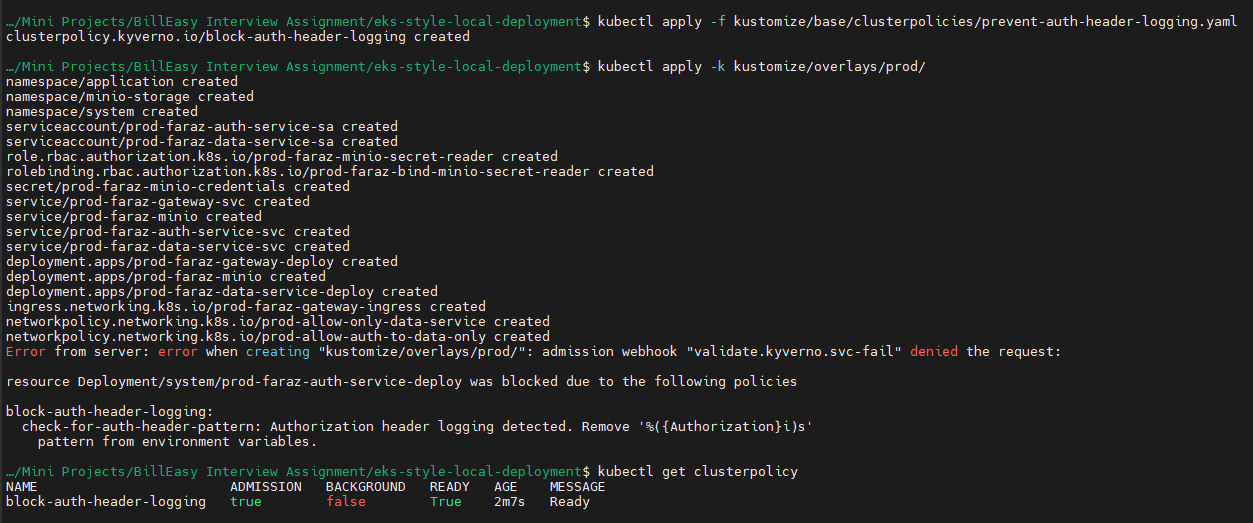 …/Mini Projects/BillEasy Interview Assignment/eks-style-local-deployment$ kubectl apply -f kustomize/base/clusterpolicies/prevent-auth-header-logging.yaml
clusterpolicy.kyverno.io/block-auth-header-logging created
…/Mini Projects/BillEasy Interview Assignment/eks-style-local-deployment$ kubectl apply -k kustomize/overlays/prod/
namespace/application created
namespace/minio-storage created
namespace/system created
serviceaccount/prod-faraz-auth-service-sa created
serviceaccount/prod-faraz-data-service-sa created
role.rbac.authorization.k8s.io/prod-faraz-minio-secret-reader created
rolebinding.rbac.authorization.k8s.io/prod-faraz-bind-minio-secret-reader created
secret/prod-faraz-minio-credentials created
service/prod-faraz-gateway-svc created
service/prod-faraz-minio created
service/prod-faraz-auth-service-svc created
service/prod-faraz-data-service-svc created
deployment.apps/prod-faraz-gateway-deploy created
deployment.apps/prod-faraz-minio created
deployment.apps/prod-faraz-data-service-deploy created
ingress.networking.k8s.io/prod-faraz-gateway-ingress created
networkpolicy.networking.k8s.io/prod-allow-only-data-service created
networkpolicy.networking.k8s.io/prod-allow-auth-to-data-only created
Error from server: error when creating "kustomize/overlays/prod/": admission webhook "validate.kyverno.svc-fail" denied the request:
resource Deployment/system/prod-faraz-auth-service-deploy was blocked due to the following policies
block-auth-header-logging:
  check-for-auth-header-pattern: Authorization header logging detected. Remove '%({Authorization}i)s'
    pattern from environment variables.
…/Mini Projects/BillEasy Interview Assignment/eks-style-local-deployment$ kubectl get clusterpolicy
NAME                        ADMISSION   BACKGROUND   READY   AGE    MESSAGE
block-auth-header-logging   true        false        True    2m7s   Ready